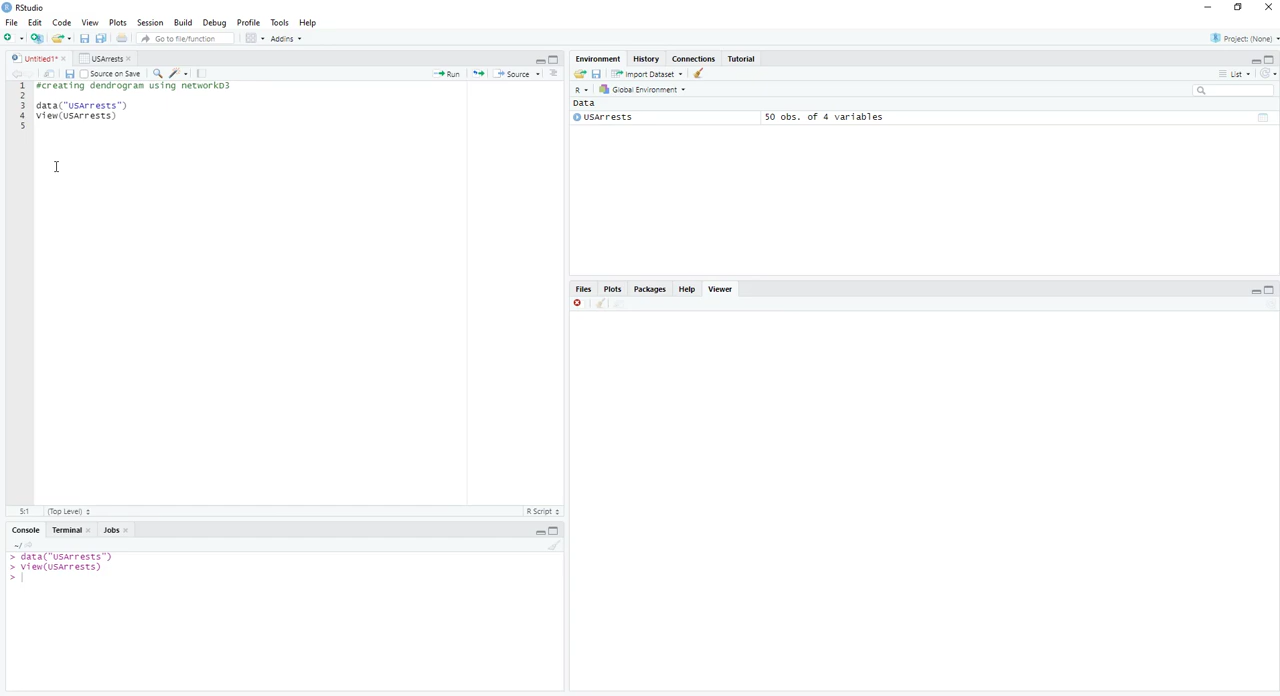 RStudio
File Edit Code View Plots Session Build Debug Profile Tools Help
Go to file/function Addins Project: (None)
Untitled1* USArrests
Source on Save Run Source
1 #creating dendrogram using networkD3
2
3 data("USArrests")
4 View(USArrests)
5
5:1 (Top Level) R Script
Console Terminal Jobs
~/
> data("USArrests")
> View(USArrests)
>
Environment History Connections Tutorial
Import Dataset List
R Global Environment
Data
USArrests 50 obs. of 4 variables
Files Plots Packages Help Viewer